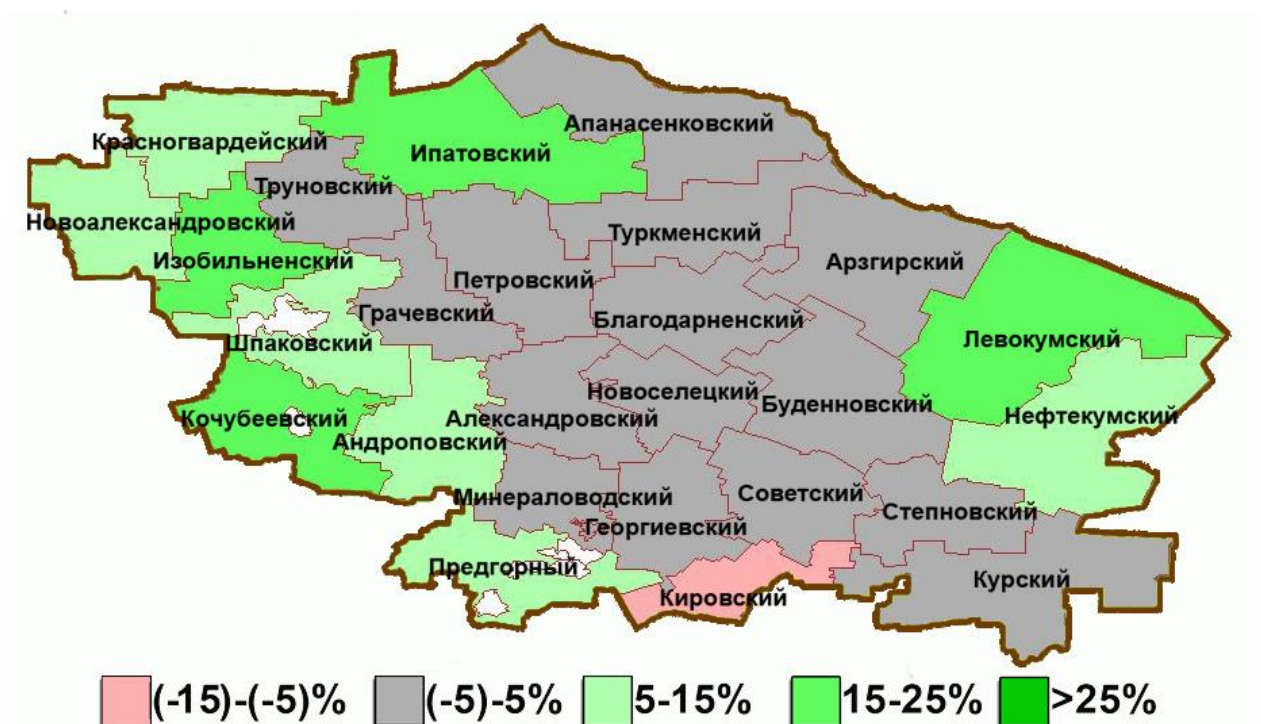 Апанасенковский
Красногвардейский
Ипатовский
Труновский
Новоалександровский
Туркменский
Изобильненский
Арзгирский
Петровский
Грачевский
Благодарненский
Шпаковский
Левокумский
Новоселецкий
Буденновский
Кочубеевский
Александровский
Нефтекумский
Андроповский
Минераловодский
Советский
Степновский
Георгиевский
Предгорный
Курский
Кировский
(-15)-(-5)% (-5)-5% 5-15% 15-25% >25%